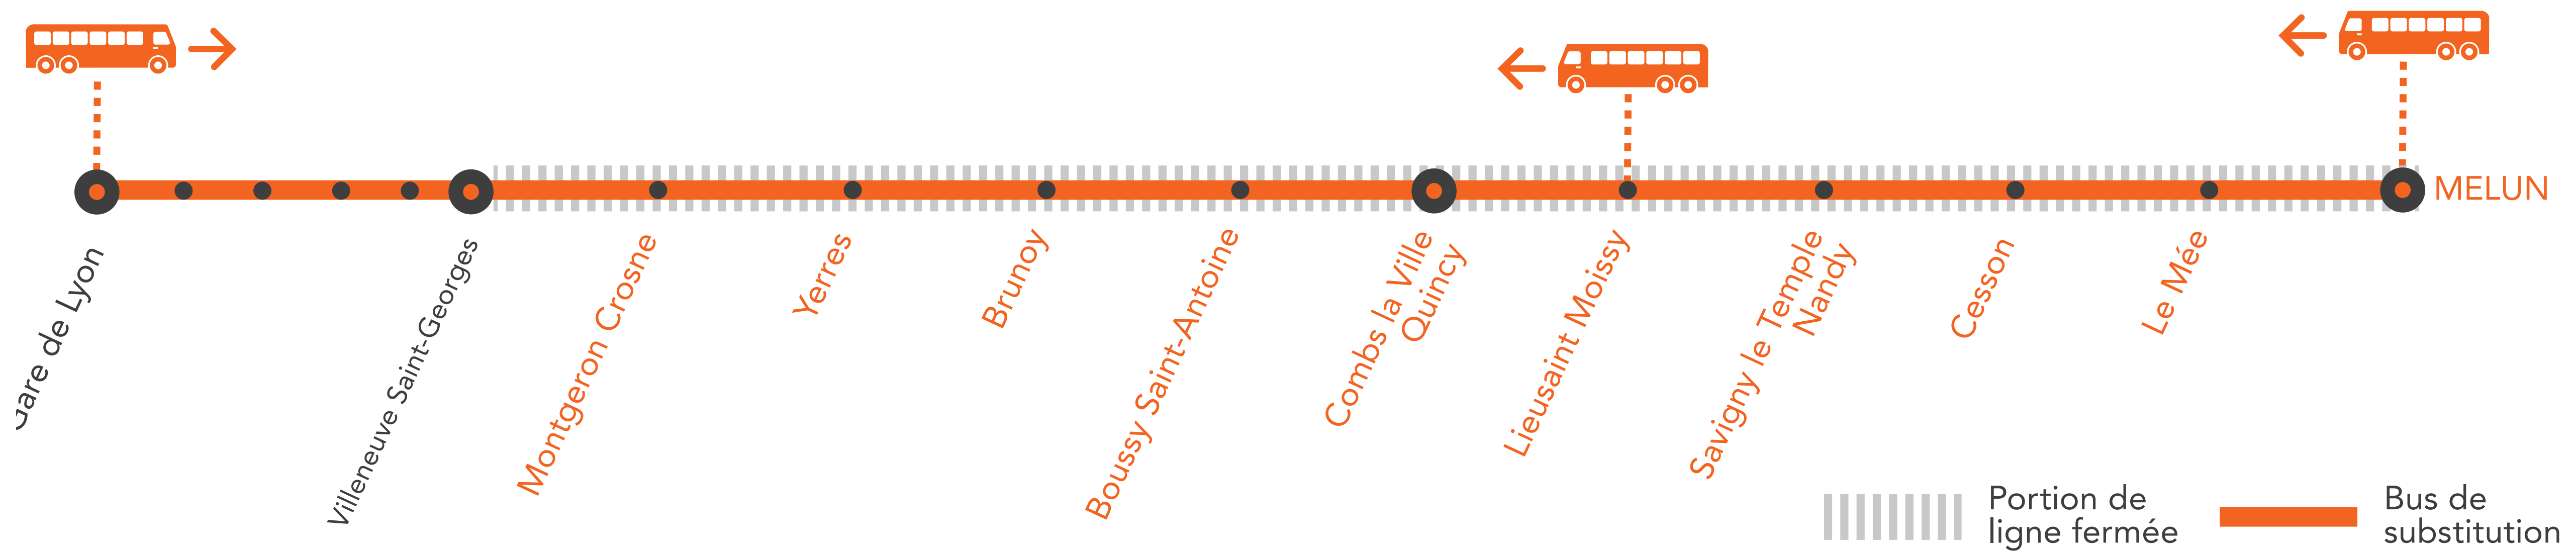 Gare de Lyon
Villeneuve Saint-Georges
Montgeron Crosne
Yerres
Brunoy
Boussy Saint-Antoine
Combs la Ville
Quincy
Lieusaint Moissy
Savigny le Temple
Nandy
Cesson
Le Mée
MELUN
Portion de
ligne fermée
Bus de
substitution